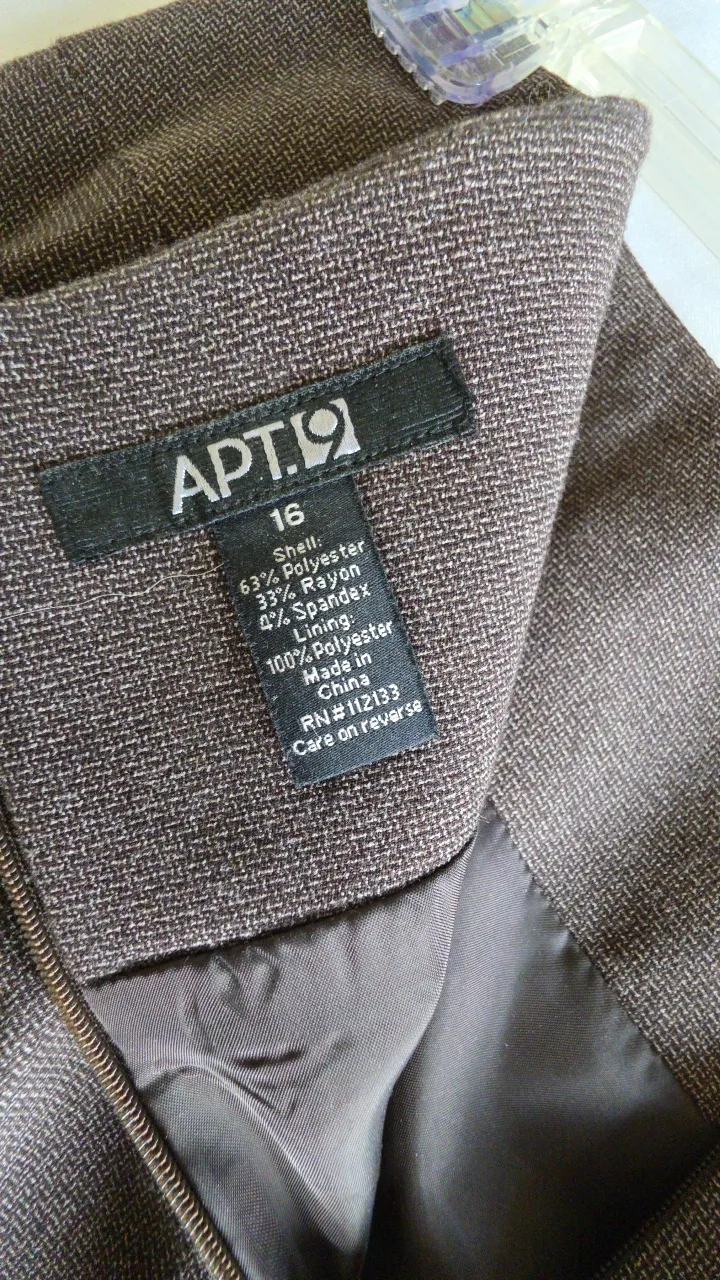 APT.9
16
Shell:
63% Polyester
33% Rayon
4% Spandex
Lining:
100% Polyester
Made in
China
RN#112133
Care on reverse